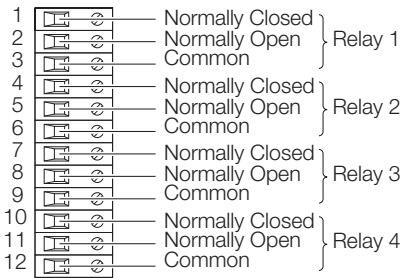 1 Normally Closed
2 Normally Open Relay 1
3 Common
4 Normally Closed
5 Normally Open Relay 2
6 Common
7 Normally Closed
8 Normally Open Relay 3
9 Common
10 Normally Closed
11 Normally Open Relay 4
12 Common